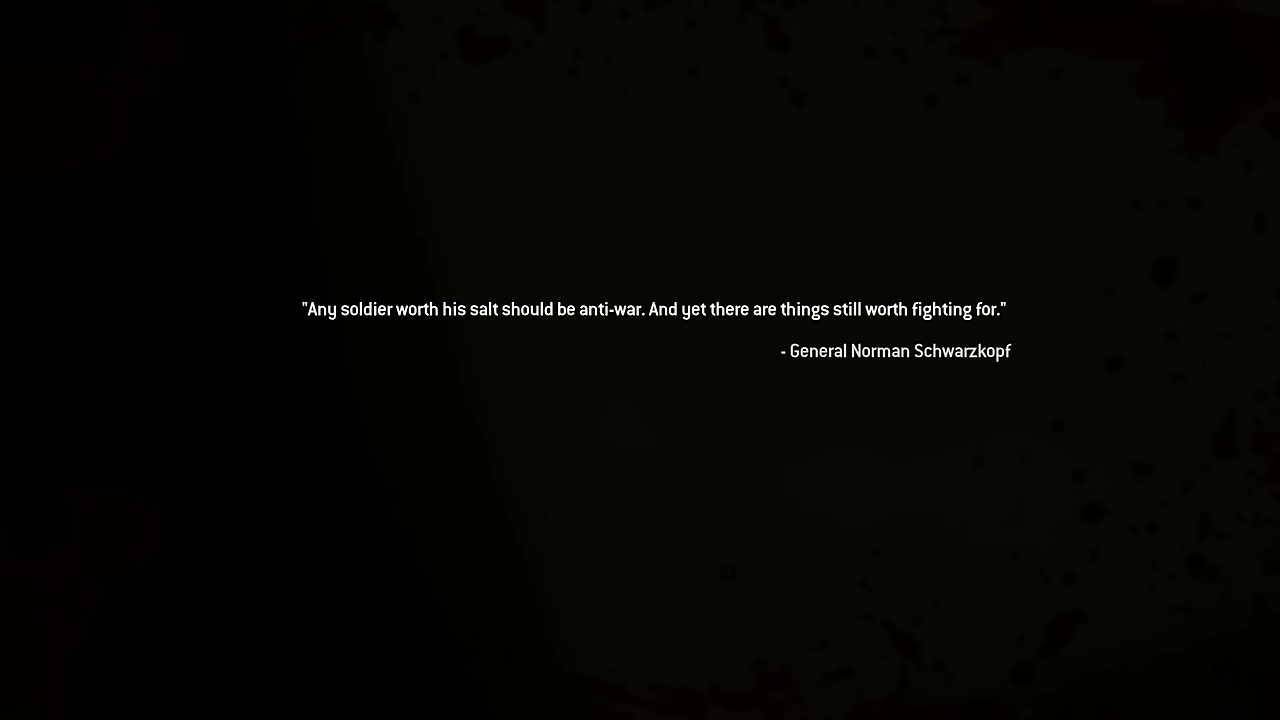 "Any soldier worth his salt should be anti-war. And yet there are things still worth fighting for."
- General Norman Schwarzkopf